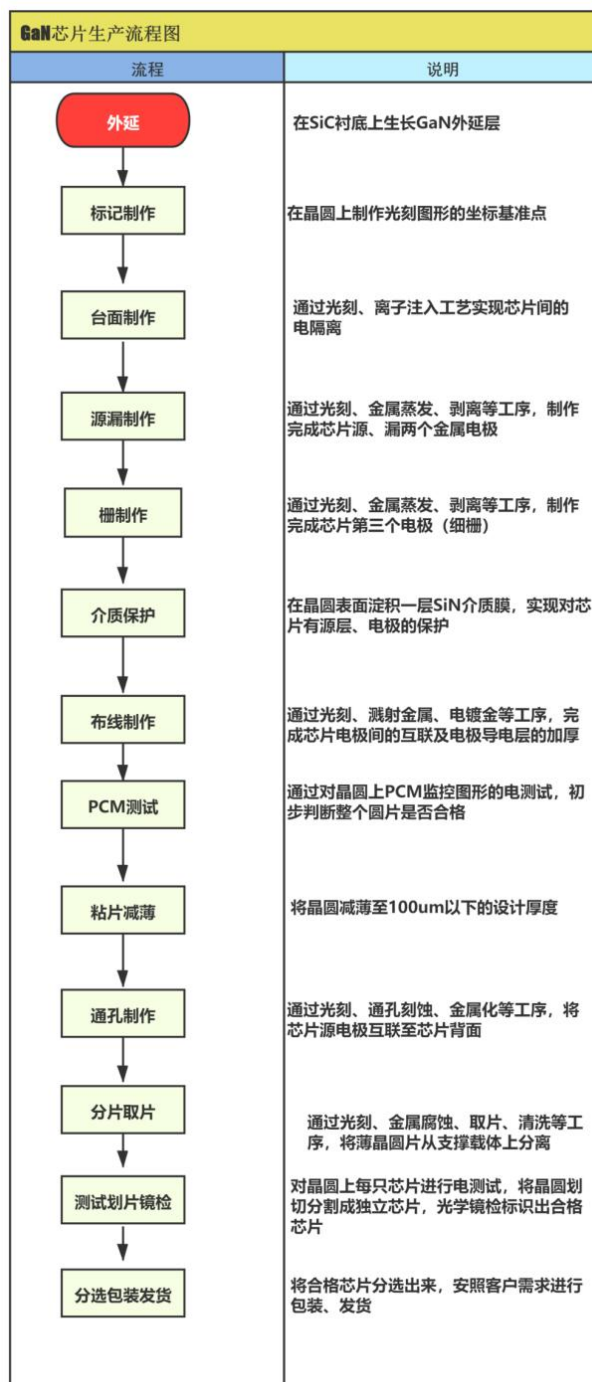 GaN芯片生产流程图
流程
说明
外延
在SiC衬底上生长GaN外延层
标记制作
在晶圆上制作光刻图形的坐标基准点
台面制作
通过光刻、离子注入工艺实现芯片间的
电隔离
源漏制作
通过光刻、金属蒸发、剥离等工序，制作
完成芯片源、漏两个金属电极
栅制作
通过光刻、金属蒸发、剥离等工序，制作
完成芯片第三个电极（细栅）
介质保护
在晶圆表面淀积一层SiN介质膜，实现对芯
片有源层、电极的保护
布线制作
通过光刻、溅射金属、电镀金等工序，完
成芯片电极间的互联及电极导电层的加厚
PCM测试
通过对晶圆上PCM监控图形的电测试，初
步判断整个圆片是否合格
粘片减薄
将晶圆减薄至100um以下的设计厚度
通孔制作
通过光刻、通孔刻蚀、金属化等工序，将
芯片源电极互联至芯片背面
分片取片
通过光刻、金属腐蚀、取片、清洗等工
序，将薄晶圆片从支撑载体上分离
测试划片镜检
对晶圆上每只芯片进行电测试，将晶圆划
切分割成独立芯片，光学镜检标识出合格
芯片
分选包装发货
将合格芯片分选出来，安照客户需求进行
包装、发货